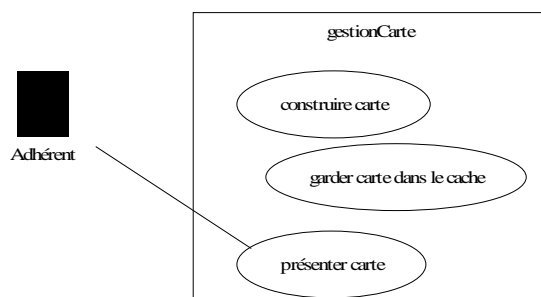 gestionCarte
construire carte
Adhérent
garder carte dans le cache
présenter carte